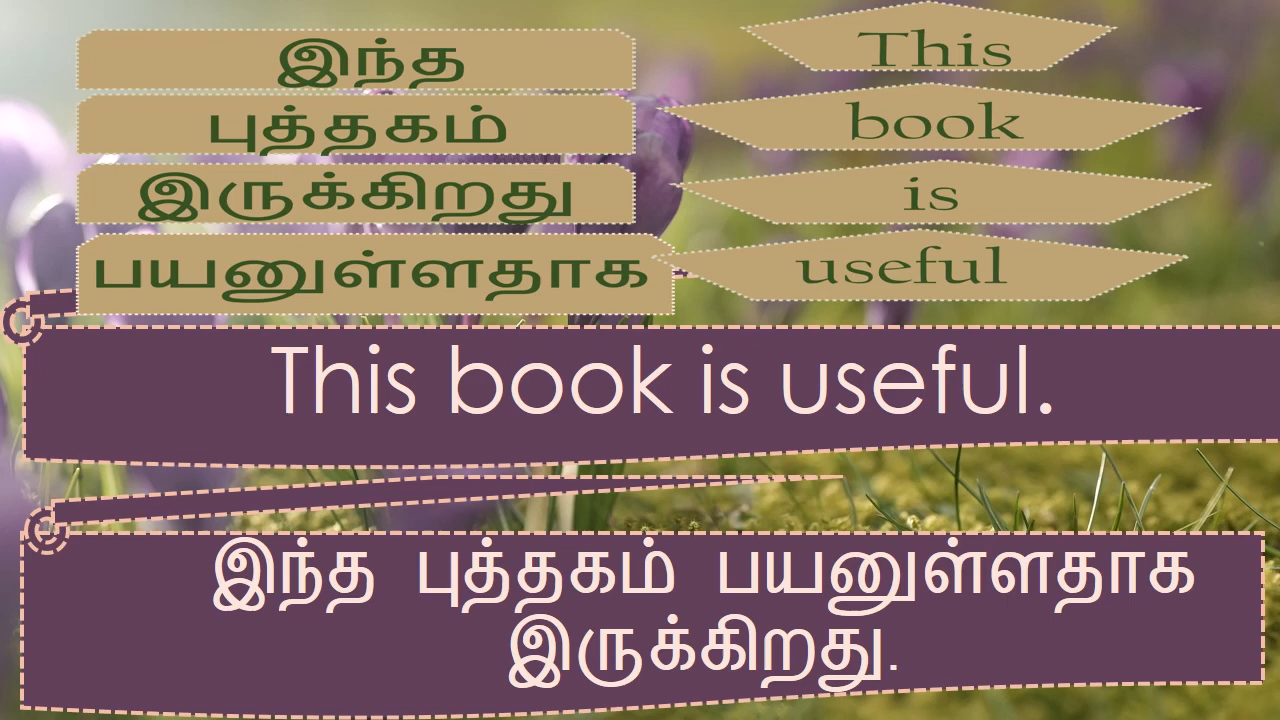 இந்த This
புத்தகம் book
இருக்கிறது is
பயனுள்ளதாக useful
This book is useful.
இந்த புத்தகம் பயனுள்ளதாக
இருக்கிறது.